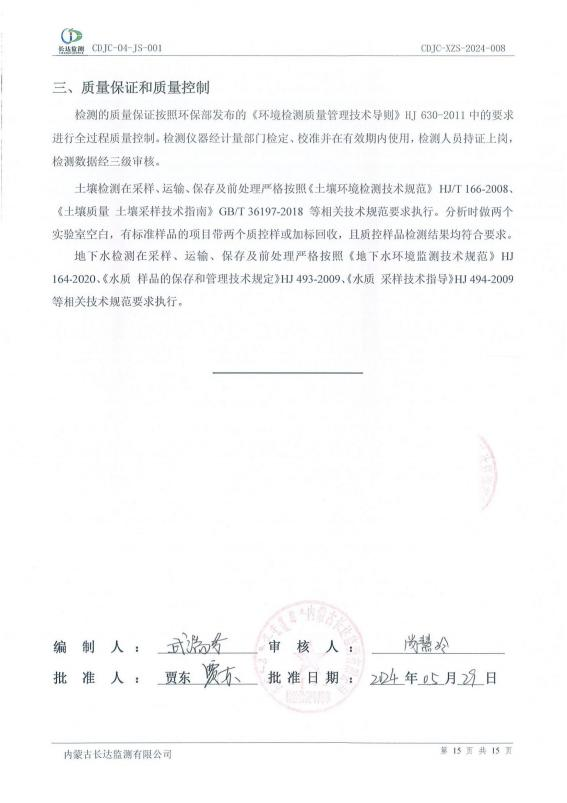 长达监测 CDJC-04-JS-001 CDJC-XZS-2024-008
三、质量保证和质量控制
检测的质量保证按照环保部发布的《环境检测质量管理技术导则》HJ 630-2011 中的要求
进行全过程质量控制。检测仪器经计量部门检定、校准并在有效期内使用，检测人员持证上岗，
检测数据经三级审核。
土壤检测在采样、运输、保存及前处理严格按照《土壤环境检测技术规范》HJ/T 166-2008、
《土壤质量 土壤采样技术指南》GB/T 36197-2018 等相关技术规范要求执行。分析时做两个
实验室空白，有标准样品的项目带两个质控样或加标回收，且质控样品检测结果均符合要求。
地下水检测在采样、运输、保存及前处理严格按照《地下水环境监测技术规范》HJ
164-2020、《水质 样品的保存和管理技术规定》HJ 493-2009、《水质 采样技术指导》HJ 494-2009
等相关技术规范要求执行。
编 制 人： 审 核 人： 尚慧玲
批 准 人： 贾东 贾东 批 准 日 期： 2024 年 05 月 29 日
内蒙古长达监测有限公司 第 15 页 共 15 页